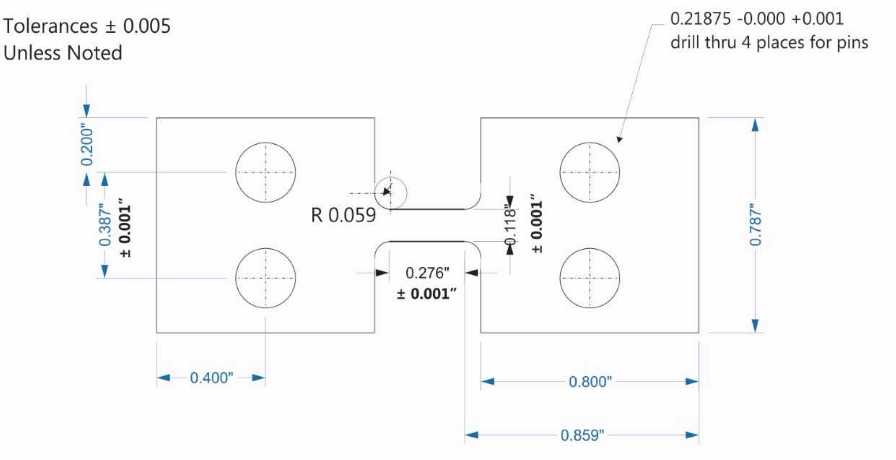 Tolerances ± 0.005
Unless Noted
0.21875 -0.000 +0.001
drill thru 4 places for pins
0.200"
0.387"
± 0.001"
R 0.059
0.118"
± 0.001"
0.276"
± 0.001"
0.787"
0.400"
0.800"
0.859"